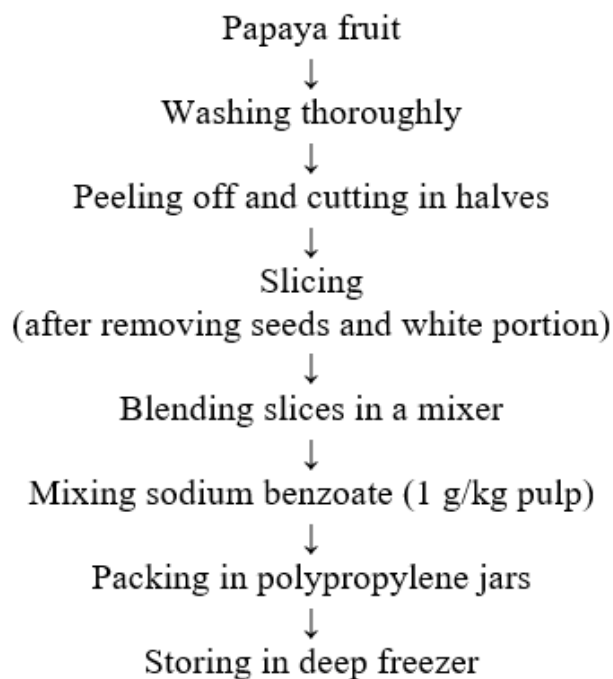 Papaya fruit
↓
Washing thoroughly
↓
Peeling off and cutting in halves
↓
Slicing
(after removing seeds and white portion)
↓
Blending slices in a mixer
↓
Mixing sodium benzoate (1 g/kg pulp)
↓
Packing in polypropylene jars
↓
Storing in deep freezer